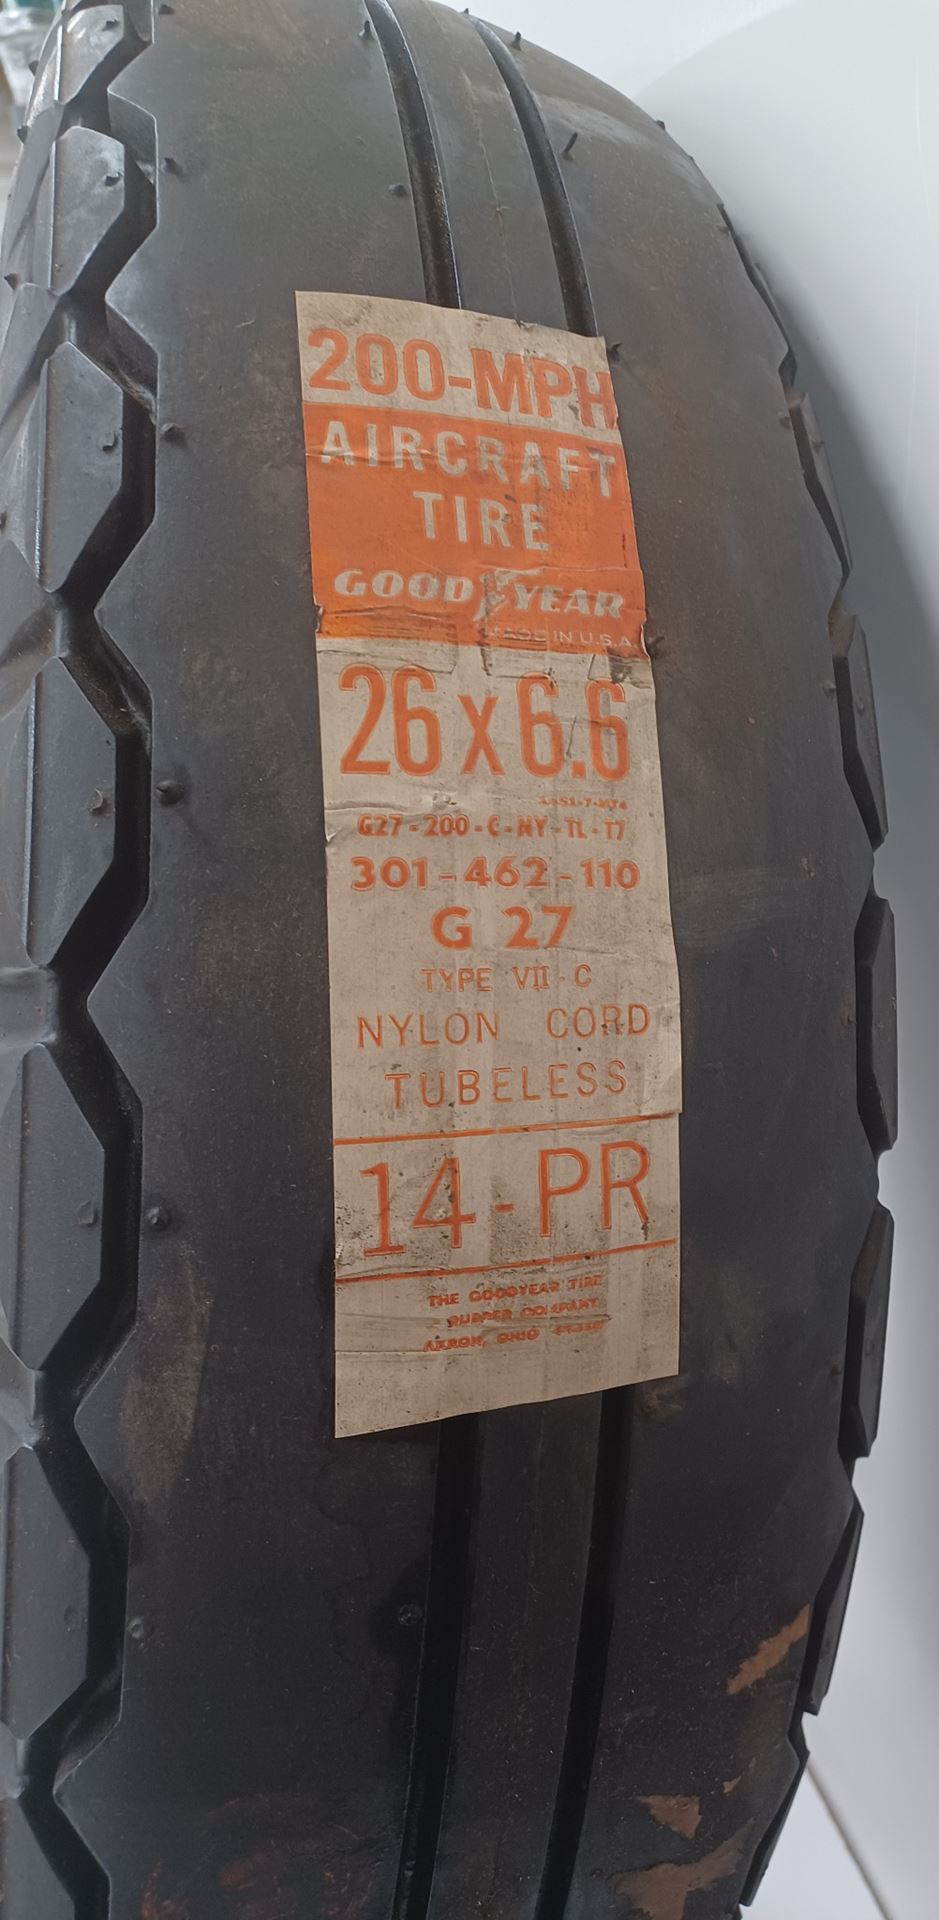 200-MPH
AIRCRAFT
TIRE
GOODYEAR
MADE IN U.S.A.
26 x 6.6
G27-200-C-NY-TL-T7
301-462-110
G 27
TYPE VII-C
NYLON CORD
TUBELESS
14-PR
THE GOODYEAR TIRE
RUBBER COMPANY
AKRON, OHIO